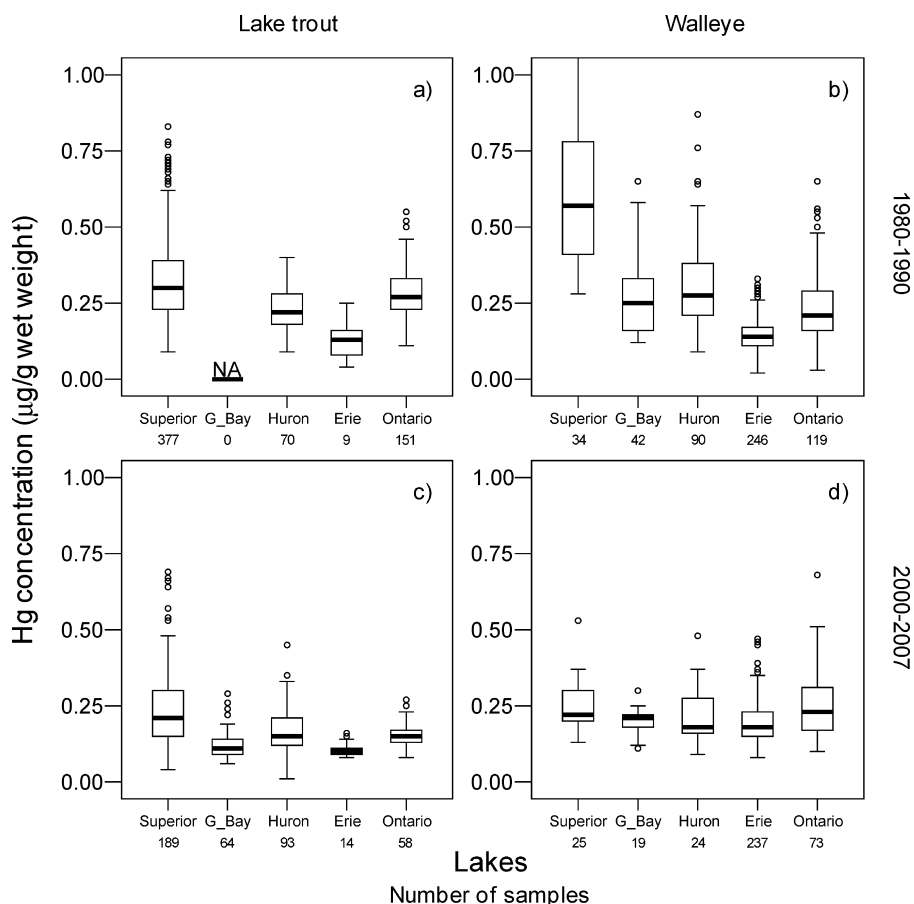 Lake trout
Walleye
Hg concentration (µg/g wet weight)
a)
1.00
0.75
0.50
0.25
0.00
NA
Superior G_Bay Huron Erie Ontario
377 0 70 9 151
b)
1.00
0.75
0.50
0.25
0.00
Superior G_Bay Huron Erie Ontario
34 42 90 246 119
1980-1990
c)
1.00
0.75
0.50
0.25
0.00
Superior G_Bay Huron Erie Ontario
189 64 93 14 58
d)
1.00
0.75
0.50
0.25
0.00
Superior G_Bay Huron Erie Ontario
25 19 24 237 73
2000-2007
Lakes
Number of samples